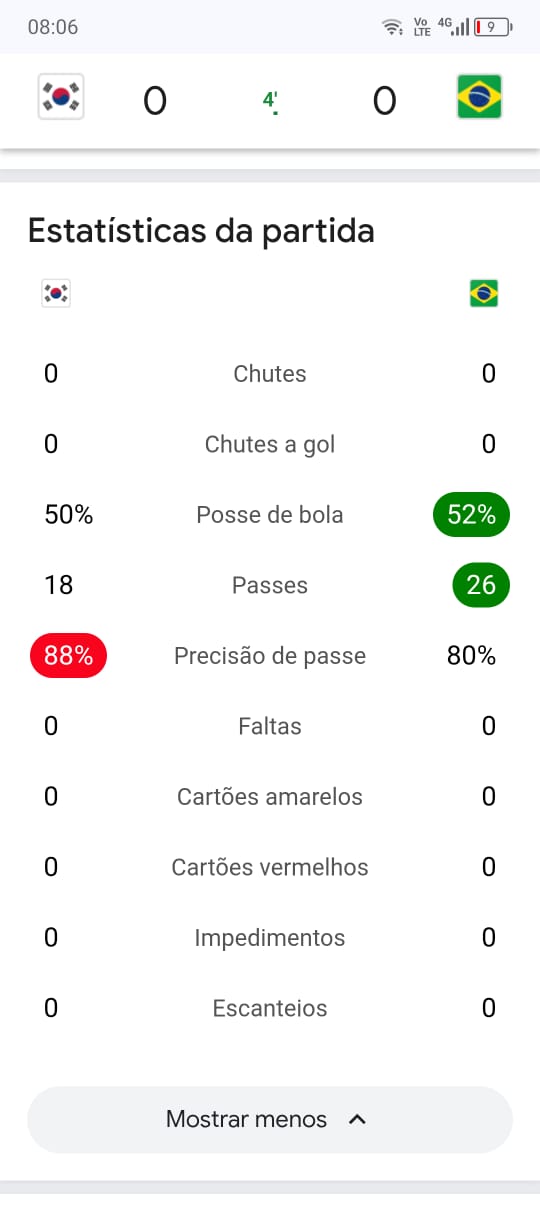 08:06 Vo LTE 4G 9
0 4' 0
Estatísticas da partida
0 Chutes 0
0 Chutes a gol 0
50% Posse de bola 52%
18 Passes 26
88% Precisão de passe 80%
0 Faltas 0
0 Cartões amarelos 0
0 Cartões vermelhos 0
0 Impedimentos 0
0 Escanteios 0
Mostrar menos